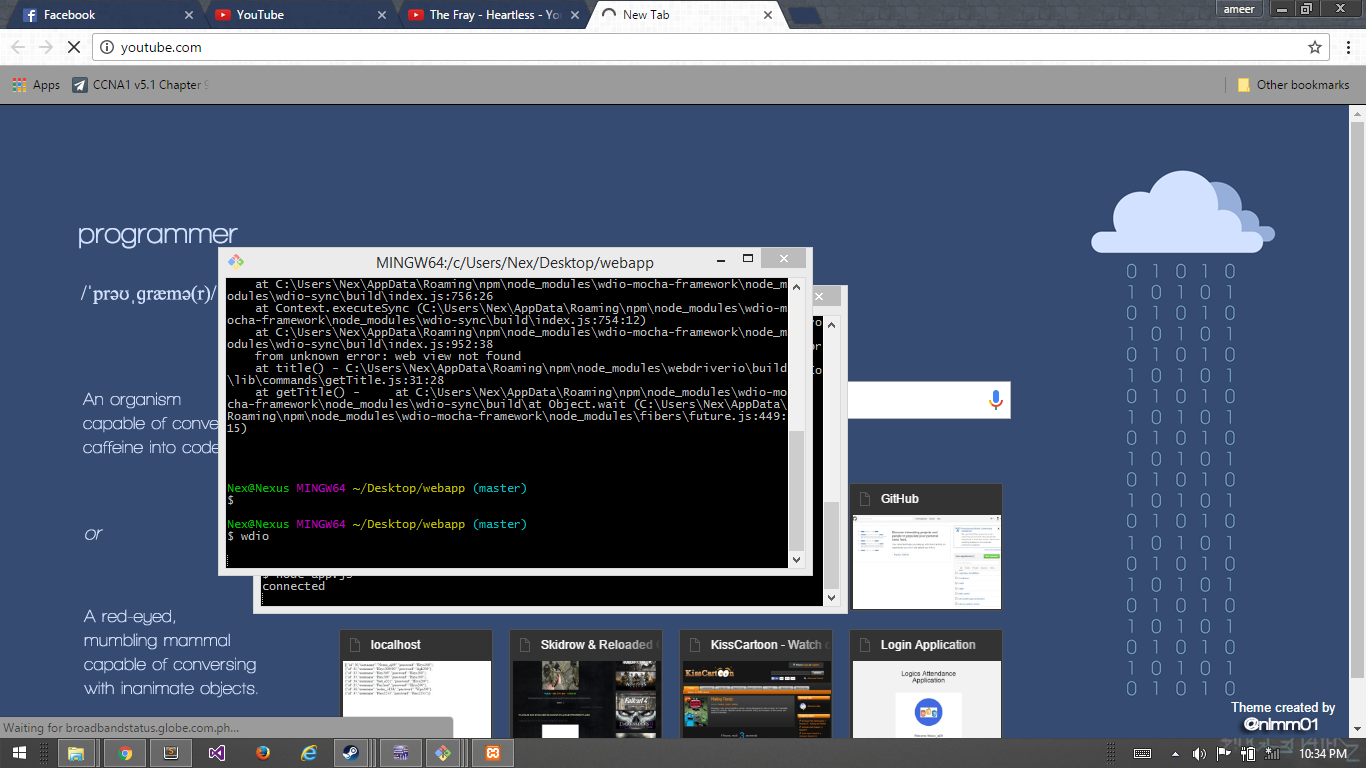 Facebook
YouTube
The Fray - Heartless - You
New Tab
ameer
youtube.com
Apps
CCNA1 v5.1 Chapter
Other bookmarks
programmer
/ˈprəʊˌɡræmə(r)/
An organism
capable of conve
caffeine into code
or
A red-eyed,
mumbling mammal
capable of conversing
with inanimate objects.
MINGW64:/c/Users/Nex/Desktop/webapp
at C:\Users\Nex\AppData\Roaming\npm\node_modules\wdio-mocha-framework\node_m
odules\wdio-sync\build\index.js:756:26
at Context.executeSync (C:\Users\Nex\AppData\Roaming\npm\node_modules\wdio-m
ocha-framework\node_modules\wdio-sync\build\index.js:754:12)
at C:\Users\Nex\AppData\Roaming\npm\node_modules\wdio-mocha-framework\node_m
odules\wdio-sync\build\index.js:952:38
from unknown error: web view not found
at title() - C:\Users\Nex\AppData\Roaming\npm\node_modules\webdriverio\build
\lib\commands\getTitle.js:31:28
at getTitle() - at C:\Users\Nex\AppData\Roaming\npm\node_modules\wdio-mo
cha-framework\node_modules\wdio-sync\build\at Object.wait (C:\Users\Nex\AppData\
Roaming\npm\node_modules\wdio-mocha-framework\node_modules\fibers\future.js:449:
15)
Nex@Nexus MINGW64 ~/Desktop/webapp (master)
$
Nex@Nexus MINGW64 ~/Desktop/webapp (master)
$ wdio
$ node app.js
connected
0 1 0 1 0
1 0 1 0 1
0 1 0 1 0
1 0 1 0 1
0 1 0 1 0
1 0 1 0 1
0 1 0 1 0
1 0 1 0 1
0 1 0 1 0
1 0 1 0 1
0 1 0 1 0
1 0 1 0 1
0 1 0 1 0
1 0 1 0 1
0 1 0 1 0
1 0 1 0 1
0 1 0 1 0
1 0 1 0 1
0 1 0 1 0
1 0 1 0 1
0 1 0 1 0
GitHub
localhost
Skidrow & Reloaded
KissCartoon - Watch
Login Application
KissCartoon
Logics Attendance
Application
Theme created by
@nlmm01
Waiting for broadbandstatus.globe.com.ph...
10:34 PM